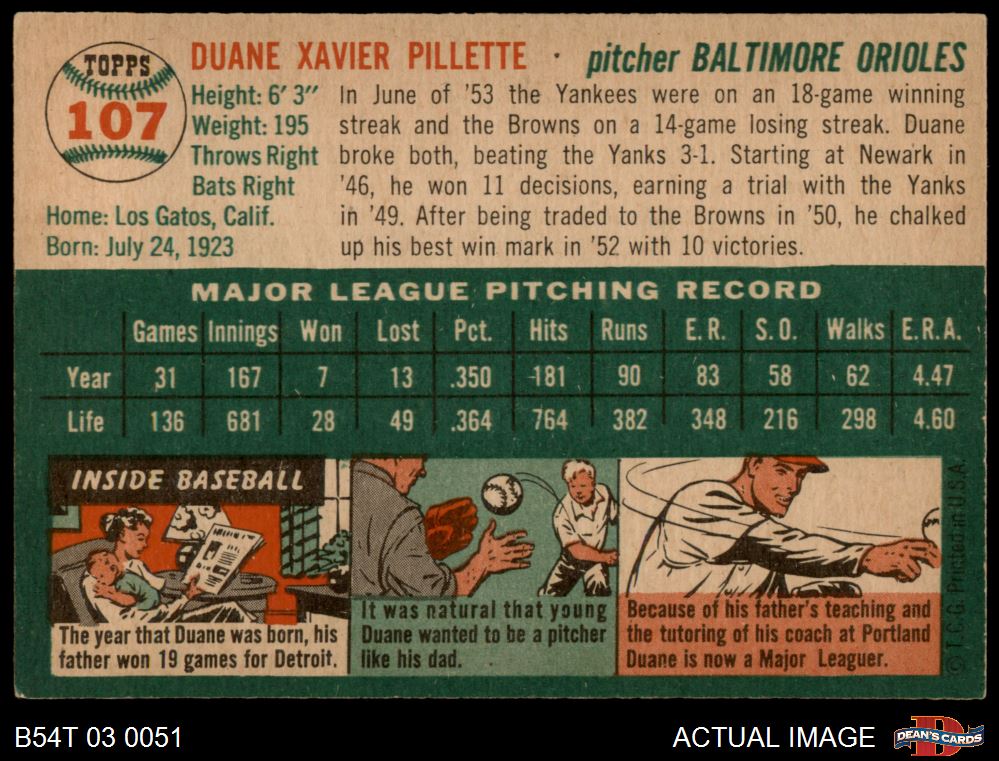 TOPPS
107
DUANE XAVIER PILLETTE · pitcher BALTIMORE ORIOLES
Height: 6' 3"
Weight: 195
Throws Right
Bats Right
Home: Los Gatos, Calif.
Born: July 24, 1923
In June of '53 the Yankees were on an 18-game winning
streak and the Browns on a 14-game losing streak. Duane
broke both, beating the Yanks 3-1. Starting at Newark in
'46, he won 11 decisions, earning a trial with the Yanks
in '49. After being traded to the Browns in '50, he chalked
up his best win mark in '52 with 10 victories.
MAJOR LEAGUE PITCHING RECORD
Games Innings Won Lost Pct. Hits Runs E.R. S.O. Walks E.R.A.
Year 31 167 7 13 .350 181 90 83 58 62 4.47
Life 136 681 28 49 .364 764 382 348 216 298 4.60
INSIDE BASEBALL
The year that Duane was born, his
father won 19 games for Detroit.
It was natural that young
Duane wanted to be a pitcher
like his dad.
Because of his father's teaching and
the tutoring of his coach at Portland
Duane is now a Major Leaguer.
© T.C.G. Printed in U.S.A.
B54T 03 0051
ACTUAL IMAGE
DEAN'S CARDS